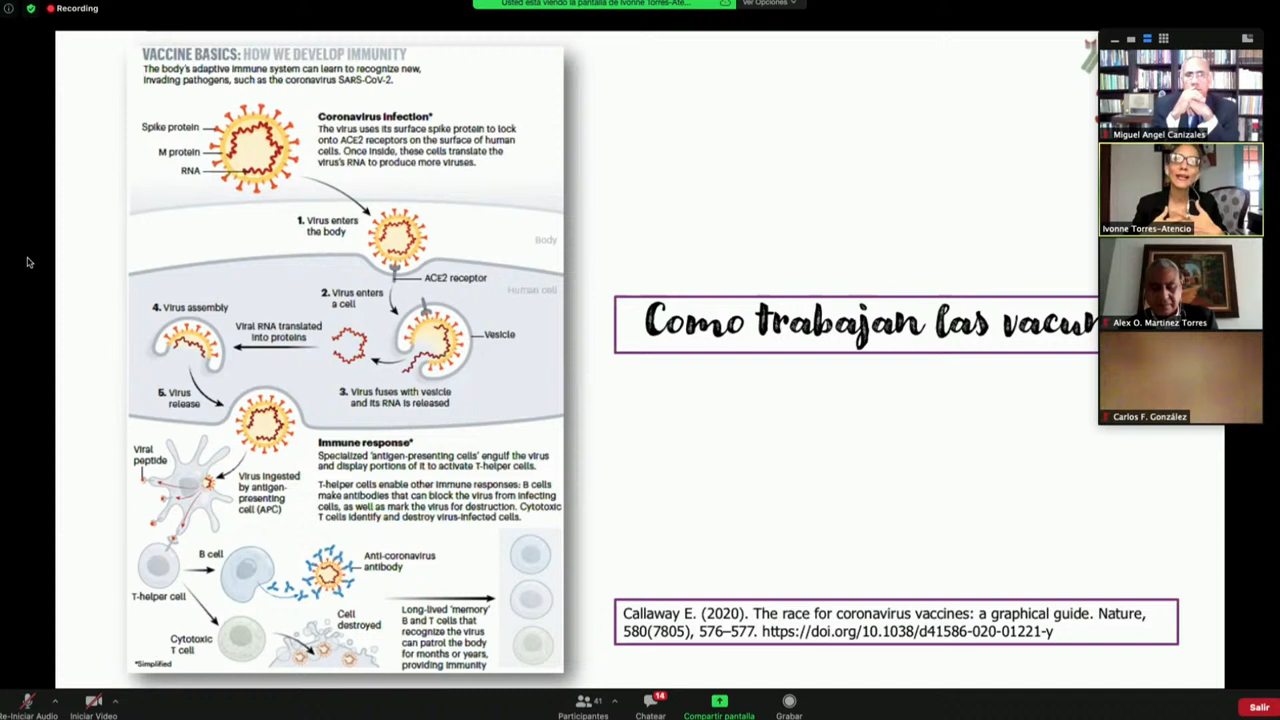 Recording
Usted está viendo la pantalla de Ivonne Torres-Ate...
Ver Opciones
VACCINE BASICS: HOW WE DEVELOP IMMUNITY
The body's adaptive immune system can learn to recognize new,
invading pathogens, such as the coronavirus SARS-CoV-2.
Spike protein
M protein
RNA
Coronavirus infection*
The virus uses its surface spike protein to lock
onto ACE2 receptors on the surface of human
cells. Once inside, these cells translate the
virus's RNA to produce more viruses.
1. Virus enters
the body
Body
ACE2 receptor
Human cell
2. Virus enters
a cell
4. Virus assembly
Viral RNA translated
into proteins
Vesicle
3. Virus fuses with vesicle
and its RNA is released
5. Virus
release
Immune response*
Specialized 'antigen-presenting cells' engulf the virus
and display portions of it to activate T-helper cells.
T-helper cells enable other immune responses: B cells
make antibodies that can block the virus from infecting
cells, as well as mark the virus for destruction. Cytotoxic
T cells identify and destroy virus-infected cells.
Viral
peptide
Virus ingested
by antigen-
presenting
cell (APC)
B cell
T-helper cell
Anti-coronavirus
antibody
Cytotoxic
T cell
Cell
destroyed
Long-lived 'memory'
B and T cells that
recognize the virus
can patrol the body
for months or years,
providing immunity
*Simplified
Como trabajan las vacun
Callaway E. (2020). The race for coronavirus vaccines: a graphical guide. Nature,
580(7805), 576–577. https://doi.org/10.1038/d41586-020-01221-y
Miguel Angel Canizales
Ivonne Torres-Atencio
Alex O. Martinez Torres
Carlos F. González
e-Iniciar Audio
Iniciar Video
41
Participantes
14
Chatear
Compartir pantalla
Grabar
Salir